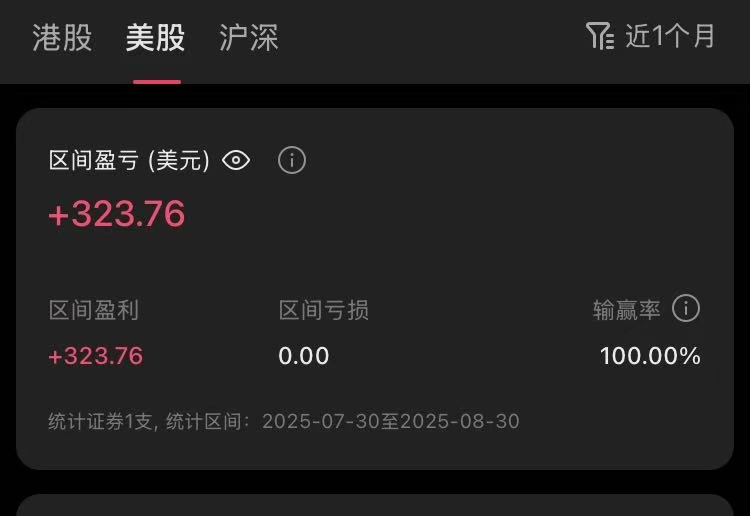 港股 美股 沪深 近1个月
区间盈亏 (美元)
+323.76
区间盈利 区间亏损 输赢率
+323.76 0.00 100.00%
统计证券1支, 统计区间：2025-07-30至2025-08-30